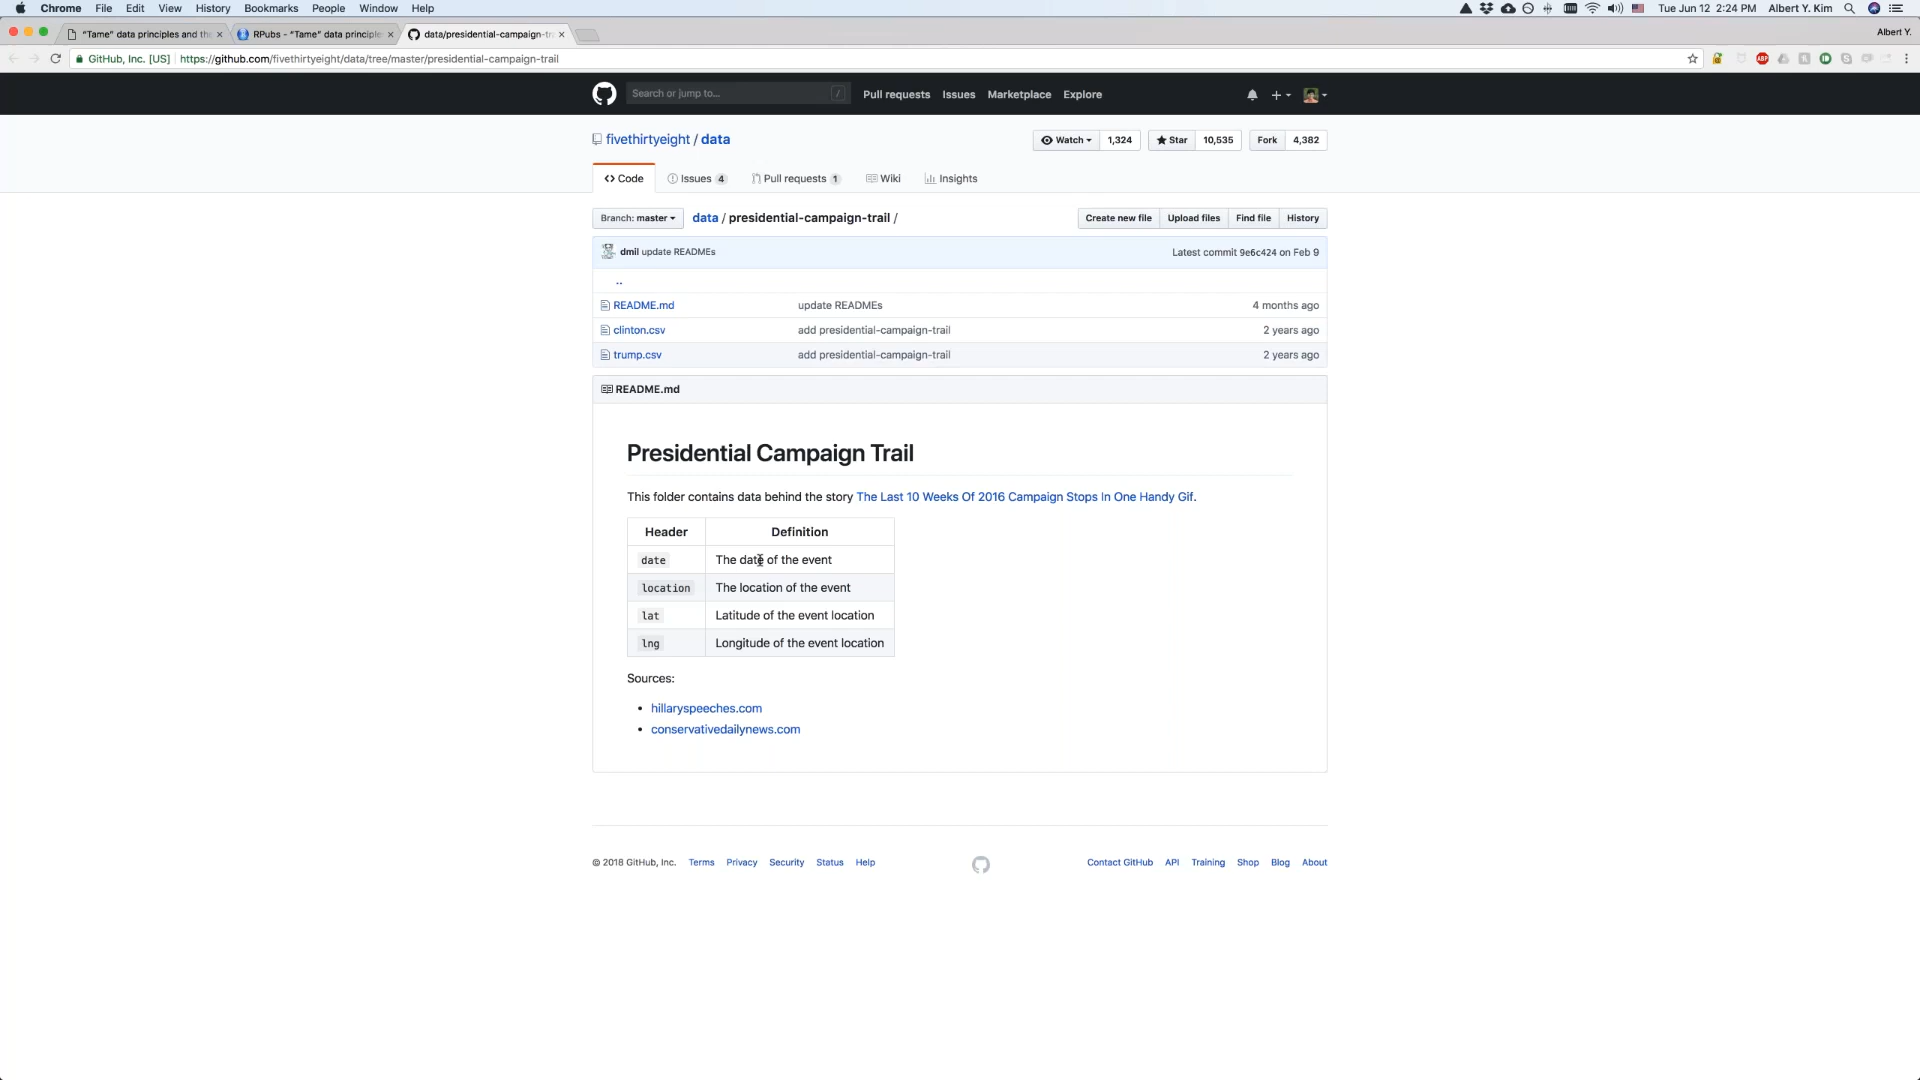 Chrome File Edit View History Bookmarks People Window Help Tue Jun 12 2:24 PM Albert Y. Kim
"Tame" data principles and th RPubs - "Tame" data principle data/presidential-campaign-tr Albert Y.
GitHub, Inc. [US] https://github.com/fivethirtyeight/data/tree/master/presidential-campaign-trail ABP
Search or jump to... / Pull requests Issues Marketplace Explore
fivethirtyeight / data Watch 1,324 Star 10,535 Fork 4,382
Code Issues 4 Pull requests 1 Wiki Insights
Branch: master data / presidential-campaign-trail / Create new file Upload files Find file History
dmil update READMEs Latest commit 9e6c424 on Feb 9
..
README.md update READMEs 4 months ago
clinton.csv add presidential-campaign-trail 2 years ago
trump.csv add presidential-campaign-trail 2 years ago
README.md
Presidential Campaign Trail
This folder contains data behind the story The Last 10 Weeks Of 2016 Campaign Stops In One Handy Gif.
Header Definition
date The date of the event
location The location of the event
lat Latitude of the event location
lng Longitude of the event location
Sources:
• hillaryspeeches.com
• conservativedailynews.com
© 2018 GitHub, Inc. Terms Privacy Security Status Help Contact GitHub API Training Shop Blog About